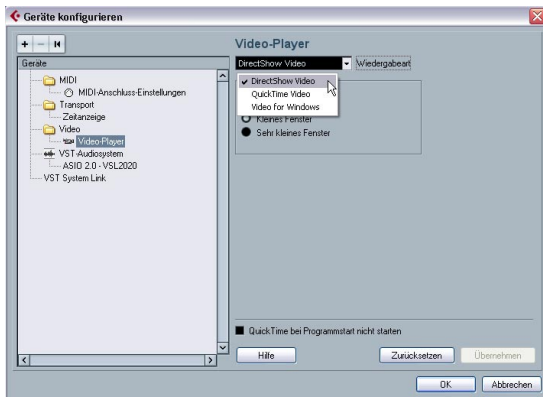 Geräte konfigurieren
Geräte
MIDI
MIDI-Anschluss-Einstellungen
Transport
Zeitanzeige
Video
Video-Player
VST-Audiosystem
ASIO 2.0 - VSL2020
VST System Link
Video-Player
DirectShow Video
Wiedergabeart
DirectShow Video
QuickTime Video
Video for Windows
Kleines Fenster
Sehr kleines Fenster
QuickTime bei Programmstart nicht starten
Hilfe
Zurücksetzen
Übernehmen
OK
Abbrechen